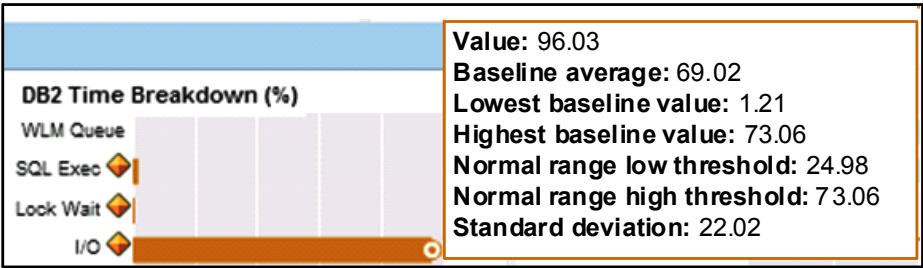 DB2 Time Breakdown (%)
WLM Queue
SQL Exec
Lock Wait
I/O
Value: 96.03
Baseline average: 69.02
Lowest baseline value: 1.21
Highest baseline value: 73.06
Normal range low threshold: 24.98
Normal range high threshold: 73.06
Standard deviation: 22.02